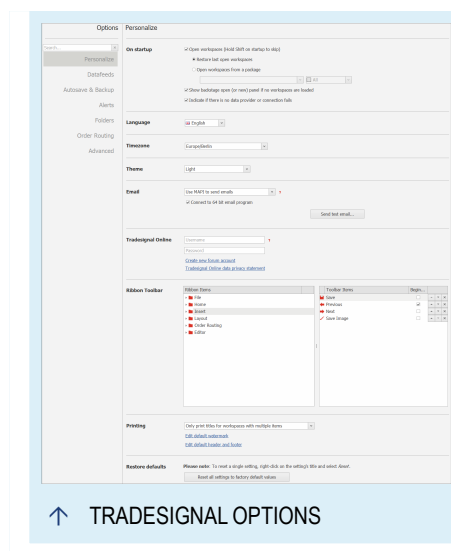 Options
Personalize
Search...
Personalize
Datafeeds
Autosave & Backup
Alerts
Folders
Order Routing
Advanced
On startup
Open workspaces (Hold Shift on startup to skip)
Restore last open workspaces
Open workspaces from a package
All
Show backstage open (or new) panel if no workspaces are loaded
Indicate if there is no data provider or connection fails
Language
English
Timezone
Europe/Berlin
Theme
Light
Email
Use MAPI to send emails
?
Connect to 64 bit email program
Send test email...
Tradesignal Online
Username
?
Password
Create new forum account
Tradesignal Online data privacy statement
Ribbon Toolbar
Ribbon Items
File
Home
Insert
Layout
Order Routing
Editor
Toolbar Items
Begin...
Save
Previous
Next
Save Image
Printing
Only print titles for workspaces with multiple items
Edit default watermark
Edit default header and footer
Restore defaults
Please note: To reset a single setting, right-click on the setting's title and select Reset.
Reset all settings to factory default values
↑ TRADESIGNAL OPTIONS